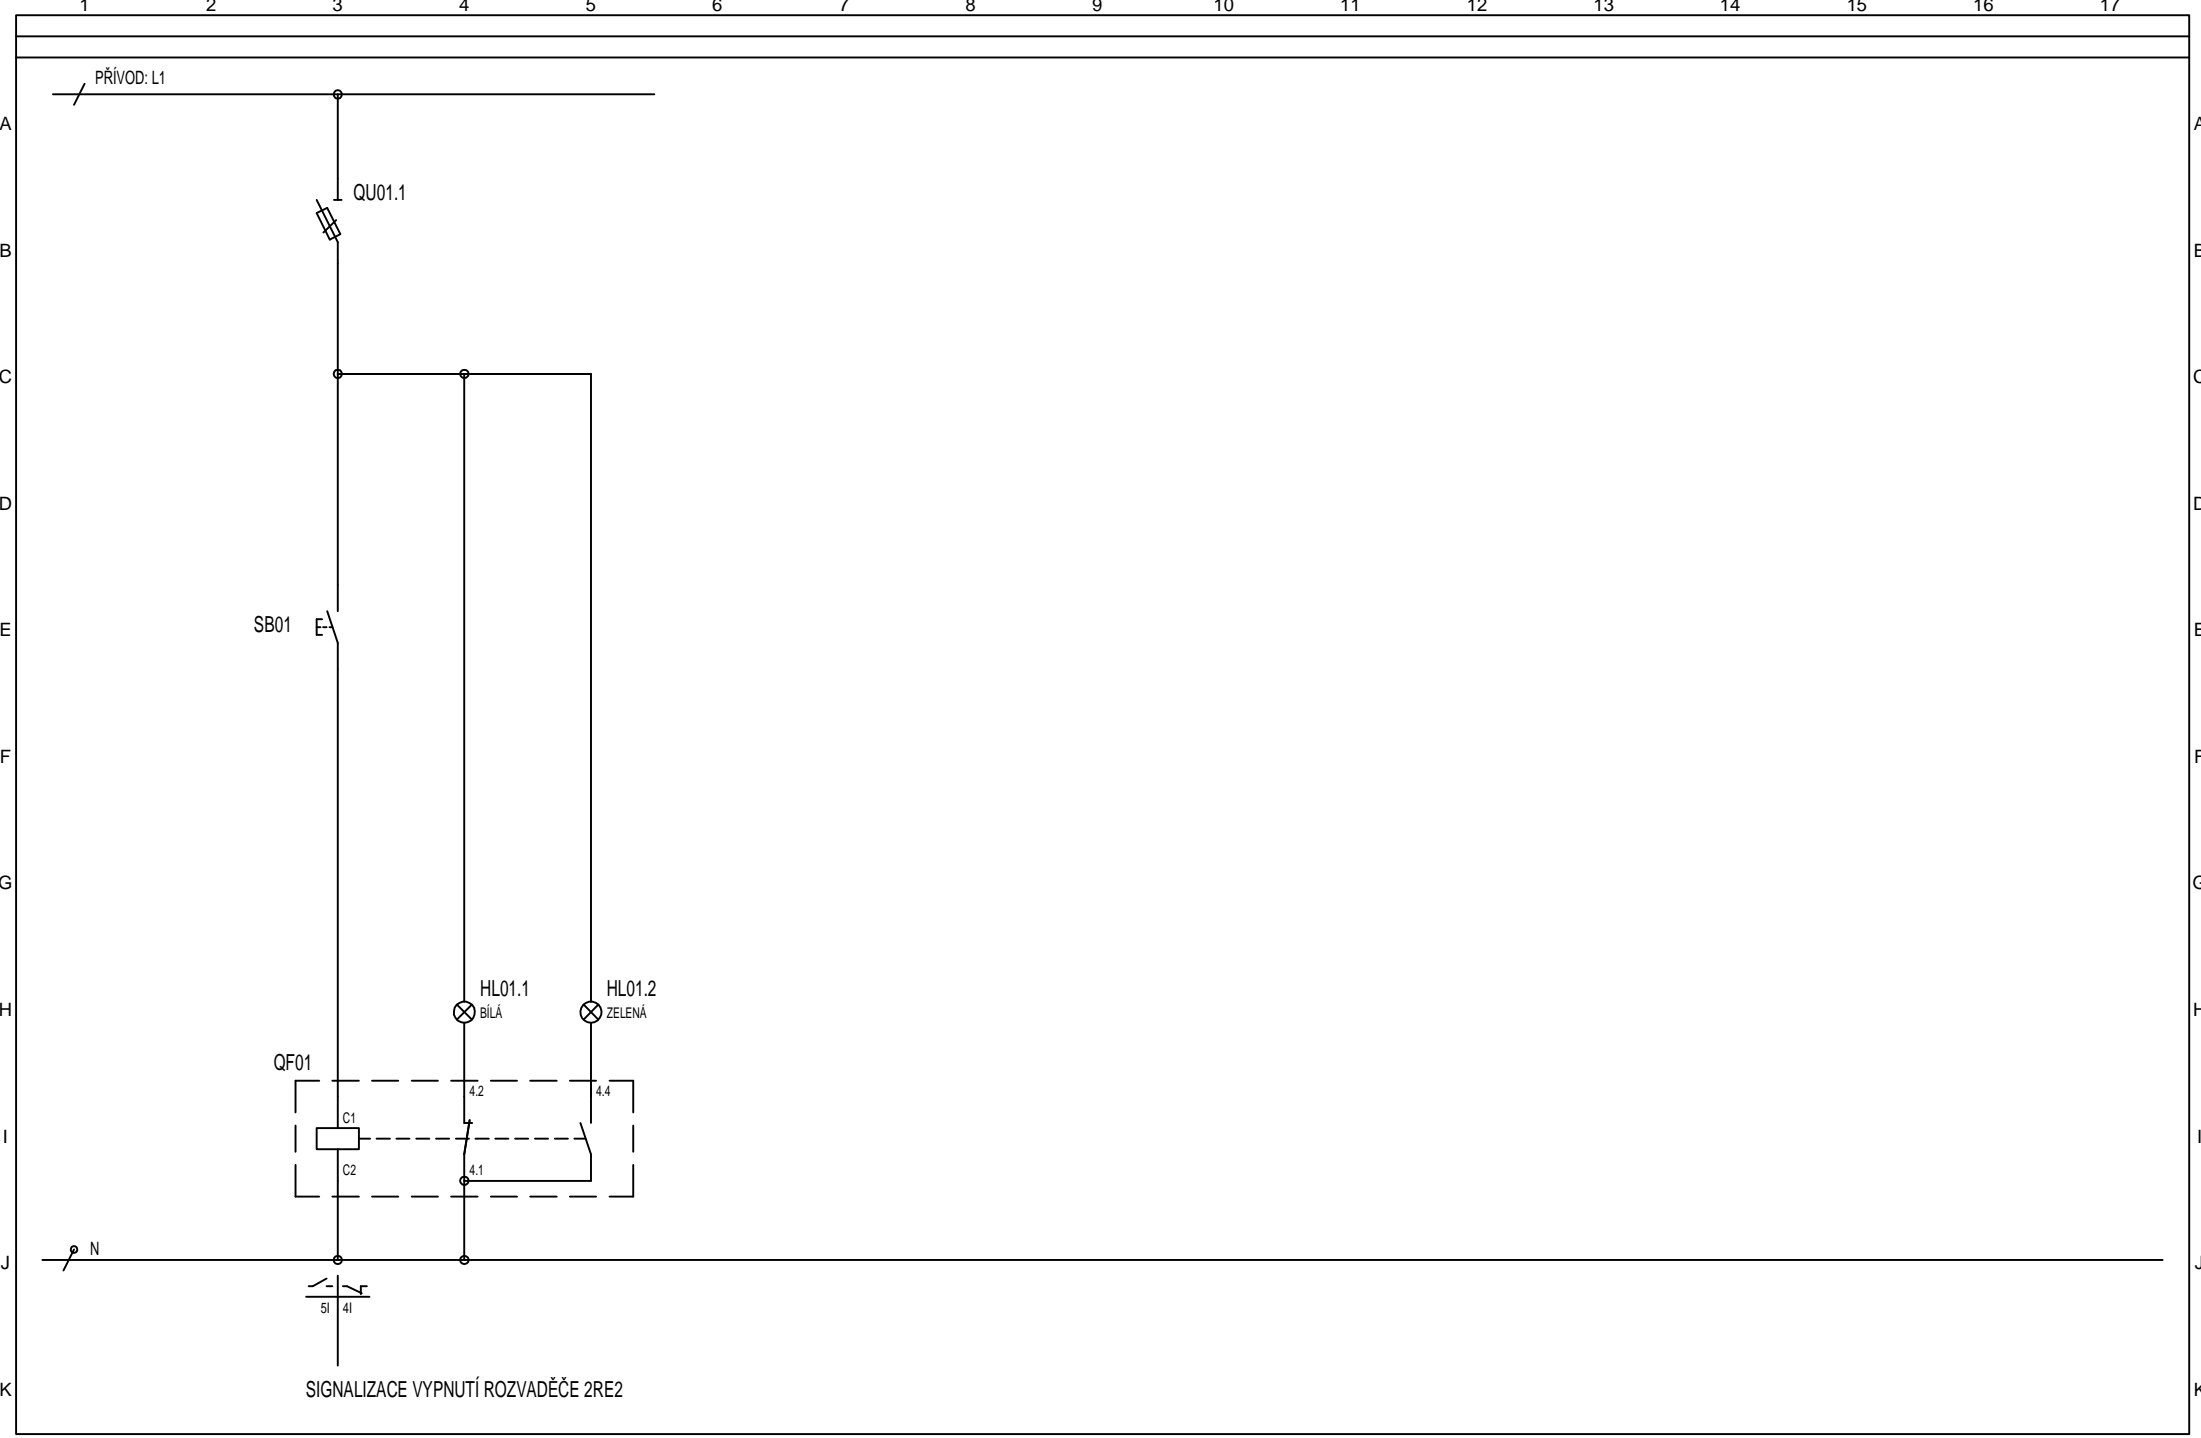 1 2 3 4 5 6 7 8 9 10 11 12 13 14 15 16 17
PŘÍVOD: L1
A A
QU01.1
B B
C C
D D
SB01
E E
F F
G G
HL01.1 HL01.2
BÍLÁ ZELENÁ
H H
QF01
4.2 4.4
C1
I I
C2 4.1
N
J J
5I 4I
SIGNALIZACE VYPNUTÍ ROZVADĚČE 2RE2
K K